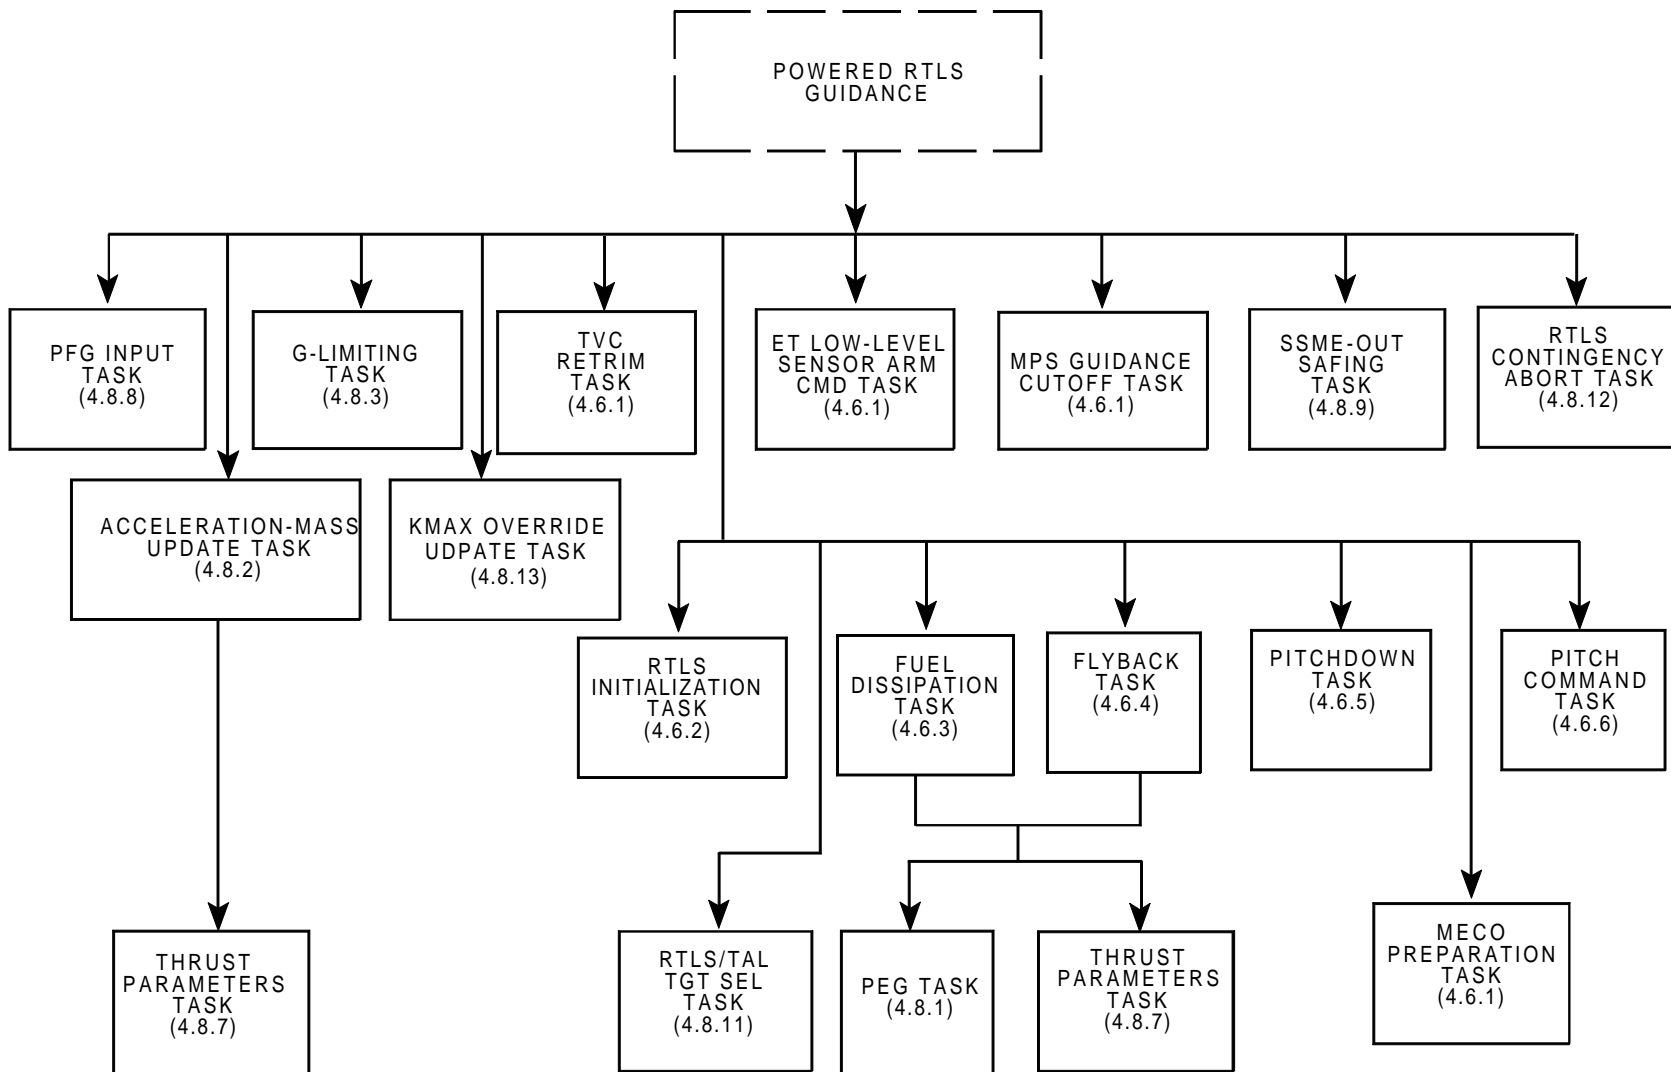 POWERED RTLS
GUIDANCE
PFG INPUT
TASK
(4.8.8)
G-LIMITING
TASK
(4.8.3)
TVC
RETRIM
TASK
(4.6.1)
ET LOW-LEVEL
SENSOR ARM
CMD TASK
(4.6.1)
MPS GUIDANCE
CUTOFF TASK
(4.6.1)
SSME-OUT
SAFING
TASK
(4.8.9)
RTLS
CONTINGENCY
ABORT TASK
(4.8.12)
ACCELERATION-MASS
UPDATE TASK
(4.8.2)
KMAX OVERRIDE
UDPATE TASK
(4.8.13)
RTLS
INITIALIZATION
TASK
(4.6.2)
FUEL
DISSIPATION
TASK
(4.6.3)
FLYBACK
TASK
(4.6.4)
PITCHDOWN
TASK
(4.6.5)
PITCH
COMMAND
TASK
(4.6.6)
THRUST
PARAMETERS
TASK
(4.8.7)
RTLS/TAL
TGT SEL
TASK
(4.8.11)
PEG TASK
(4.8.1)
THRUST
PARAMETERS
TASK
(4.8.7)
MECO
PREPARATION
TASK
(4.6.1)